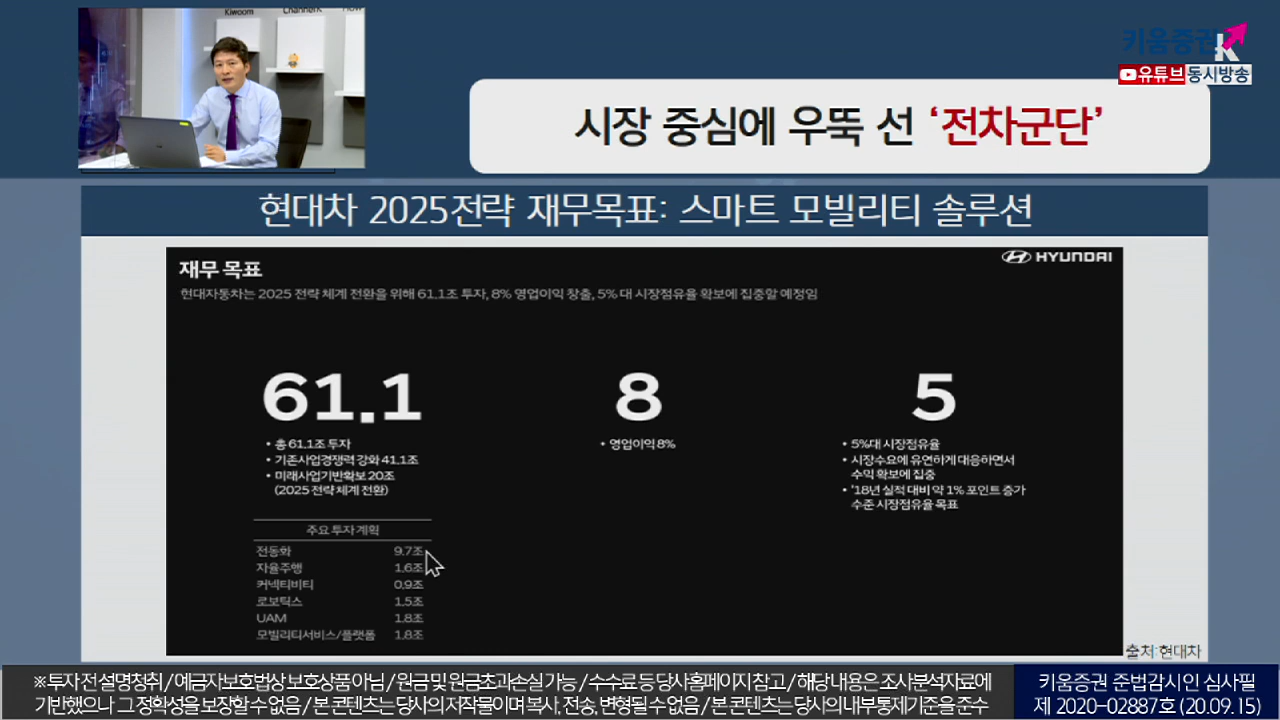 Kiwoom
키움증권
유튜브 동시방송
시장 중심에 우뚝 선 ‘전차군단’
현대차 2025전략 재무목표: 스마트 모빌리티 솔루션
재무 목표
HYUNDAI
현대자동차는 2025 전략 체계 전환을 위해 61.1조 투자, 8% 영업이익 창출, 5% 대 시장점유율 확보에 집중할 예정임
61.1
• 총 61.1조 투자
• 기존사업경쟁력 강화 41.1조
• 미래사업기반확보 20조
(2025 전략 체계 전환)
주요 투자 계획
전동화 9.7조
자율주행 1.6조
커넥티비티 0.9조
로보틱스 1.5조
UAM 1.8조
모빌리티서비스/플랫폼 1.8조
8
• 영업이익 8%
5
• 5%대 시장점유율
• 시장수요에 유연하게 대응하면서
수익 확보에 집중
• '18년 실적 대비 약 1% 포인트 증가
수준 시장점유율 목표
출처:현대차
※ 투자 전 설명청취 / 예금자보호법상 보호상품 아님 / 원금 및 원금초과손실 가능 / 수수료 등 당사홈페이지 참고 / 해당 내용은 조사분석자료에
기반했으나 그 정확성을 보장할 수 없음 / 본 콘텐츠는 당사의 저작물이며 복사, 전송, 변형될 수 없음 / 본 콘텐츠는 당사의 내부통제기준을 준수
키움증권 준법감시인 심사필
제 2020-02887호 (20.09.15)